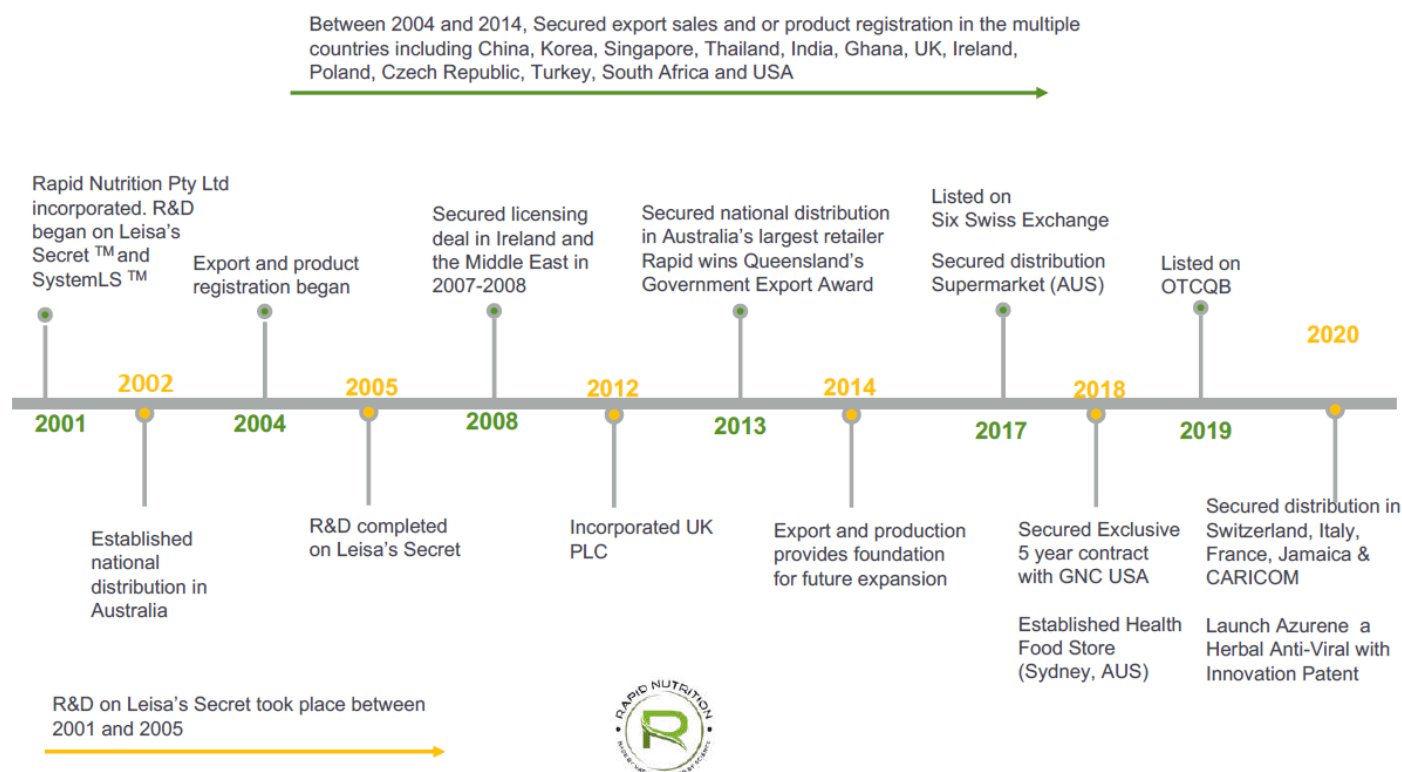 Between 2004 and 2014, Secured export sales and or product registration in the multiple
countries including China, Korea, Singapore, Thailand, India, Ghana, UK, Ireland,
Poland, Czech Republic, Turkey, South Africa and USA
Rapid Nutrition Pty Ltd
incorporated. R&D
began on Leisa's
Secret TM and
SystemLS TM
Export and product
registration began
Secured licensing
deal in Ireland and
the Middle East in
2007-2008
Secured national distribution
in Australia's largest retailer
Rapid wins Queensland's
Government Export Award
Listed on
Six Swiss Exchange
Secured distribution
Supermarket (AUS)
Listed on
OTCQB
2020
2002
2005
2012
2014
2018
2001
2004
2008
2013
2017
2019
Established
national
distribution in
Australia
R&D completed
on Leisa's Secret
Incorporated UK
PLC
Export and production
provides foundation
for future expansion
Secured Exclusive
5 year contract
with GNC USA
Established Health
Food Store
(Sydney, AUS)
Secured distribution in
Switzerland, Italy,
France, Jamaica &
CARICOM
Launch Azurene a
Herbal Anti-Viral with
Innovation Patent
R&D on Leisa's Secret took place between
2001 and 2005
RAPID NUTRITION
R